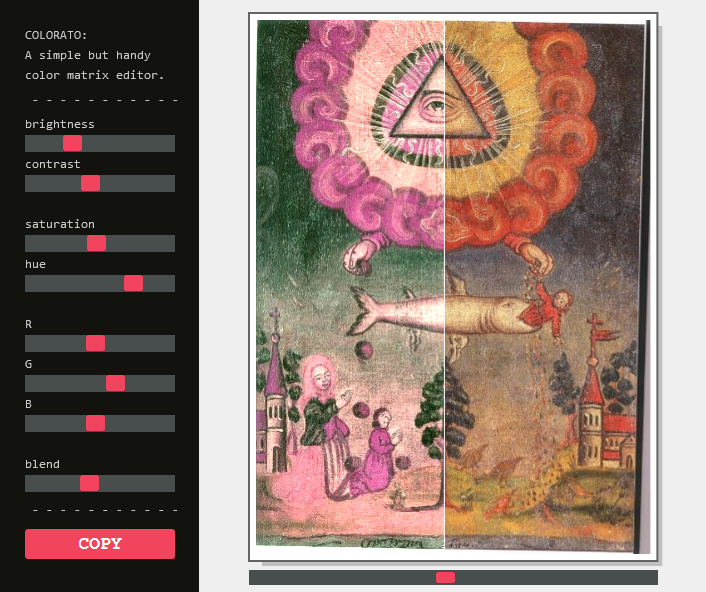 COLORATO:
A simple but handy
color matrix editor.
- - - - - - - - - - -
brightness
contrast
saturation
hue
R
G
B
blend
- - - - - - - - - - -
COPY